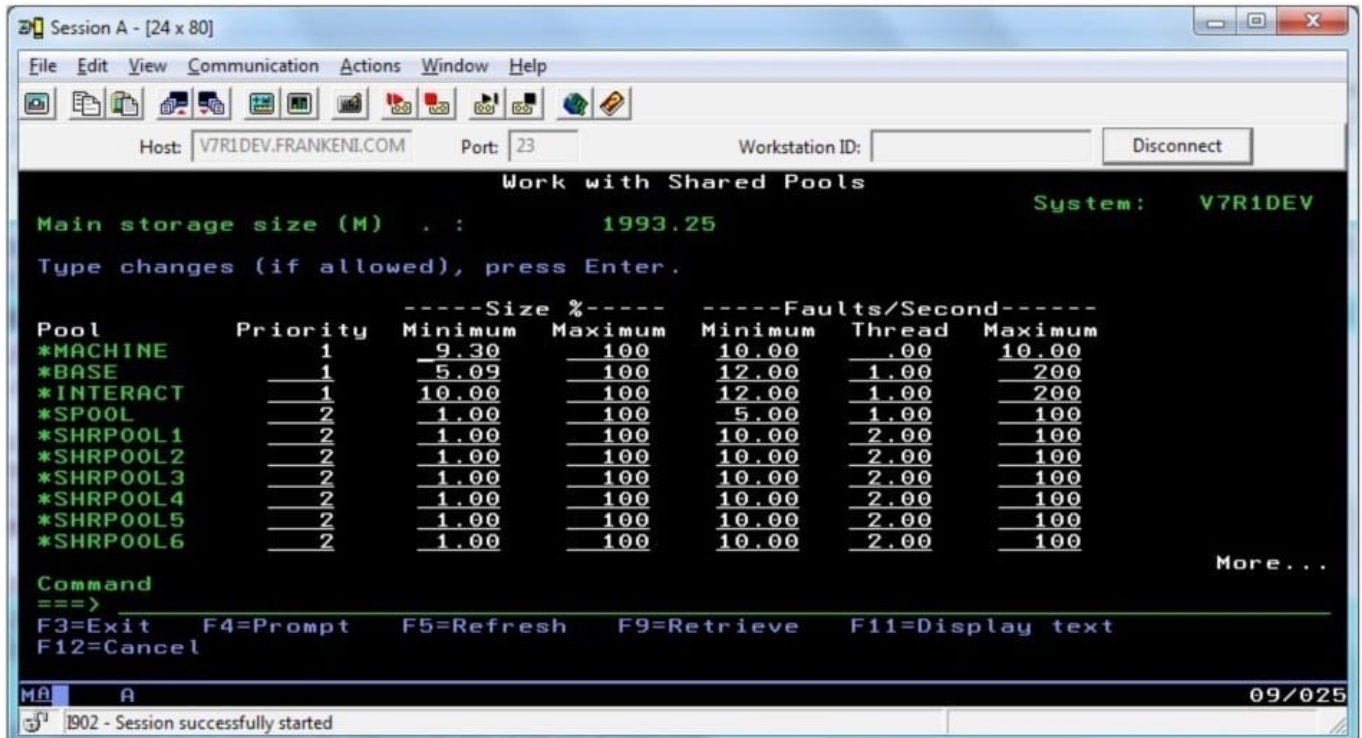 Session A - [24 x 80]
File Edit View Communication Actions Window Help
Host: V7R1DEV.FRANKENI.COM Port: 23 Workstation ID: Disconnect
Work with Shared Pools
System: V7R1DEV
Main storage size (M) . : 1993.25
Type changes (if allowed), press Enter.
-----Size %----- -----Faults/Second------
Pool Priority Minimum Maximum Minimum Thread Maximum
*MACHINE 1 9.30 100 10.00 .00 10.00
*BASE 1 5.09 100 12.00 1.00 200
*INTERACT 1 10.00 100 12.00 1.00 200
*SPOOL 2 1.00 100 5.00 1.00 100
*SHRPOOL1 2 1.00 100 10.00 2.00 100
*SHRPOOL2 2 1.00 100 10.00 2.00 100
*SHRPOOL3 2 1.00 100 10.00 2.00 100
*SHRPOOL4 2 1.00 100 10.00 2.00 100
*SHRPOOL5 2 1.00 100 10.00 2.00 100
*SHRPOOL6 2 1.00 100 10.00 2.00 100
More...
Command
===>
F3=Exit F4=Prompt F5=Refresh F9=Retrieve F11=Display text
F12=Cancel
MA A 09/025
I902 - Session successfully started